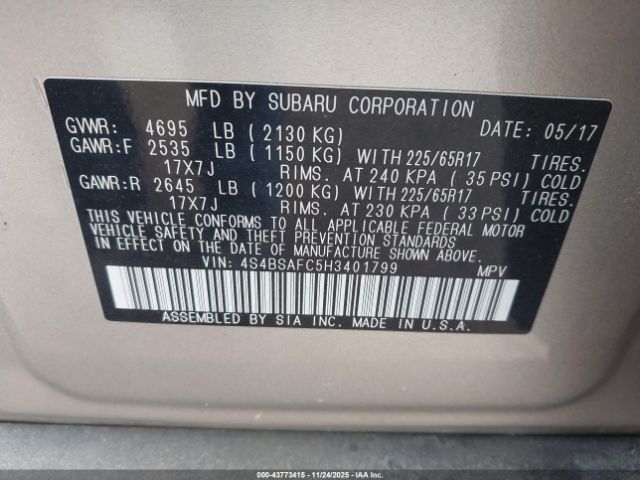 MFD BY SUBARU CORPORATION
GVWR: 4695 LB (2130 KG) DATE: 05/17
GAWR:F 2535 LB (1150 KG) WITH 225/65R17 TIRES.
17X7J RIMS. AT 240 KPA (35 PSI) COLD
GAWR:R 2645 LB (1200 KG) WITH 225/65R17 TIRES.
17X7J RIMS. AT 230 KPA (33 PSI) COLD
THIS VEHICLE CONFORMS TO ALL APPLICABLE FEDERAL MOTOR
VEHICLE SAFETY AND THEFT PREVENTION STANDARDS
IN EFFECT ON THE DATE OF MANUFACTURE SHOWN ABOVE.
VIN: 4S4BSAFC5H3401799 MPV
ASSEMBLED BY SIA INC. MADE IN U.S.A.
000-43773415 - 11/24/2025 - IAAI, Inc.